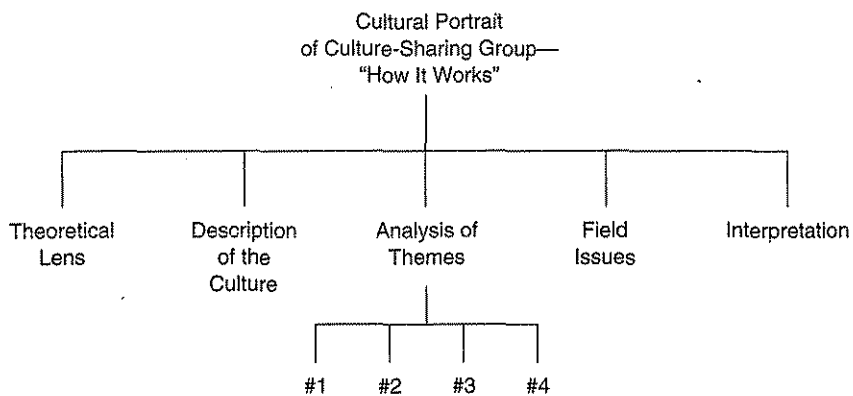 Cultural Portrait
of Culture-Sharing Group—
"How It Works"
Theoretical
Lens
Description
of the
Culture
Analysis of
Themes
Field
Issues
Interpretation
#1
#2
#3
#4